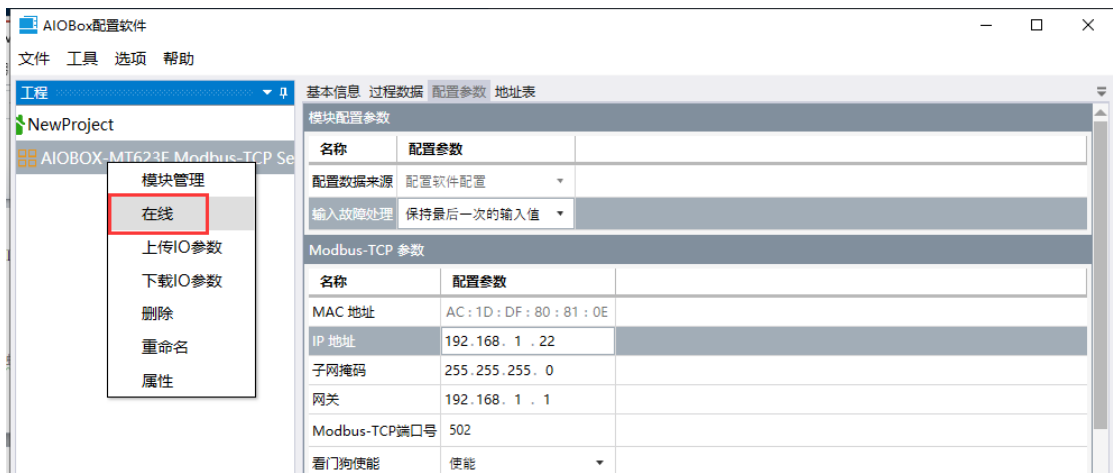 AIOBox配置软件
文件 工具 选项 帮助
工程
NewProject
AIOBOX-MT623E Modbus-TCP Se
模块管理
在线
上传IO参数
下载IO参数
删除
重命名
属性
基本信息 过程数据 配置参数 地址表
模块配置参数
名称 配置参数
配置数据来源 配置软件配置
输入故障处理 保持最后一次的输入值
Modbus-TCP 参数
名称 配置参数
MAC 地址 AC : 1D : DF : 80 : 81 : 0E
IP 地址 192.168. 1 . 22
子网掩码 255.255.255. 0
网关 192.168. 1 . 1
Modbus-TCP端口号 502
看门狗使能 使能